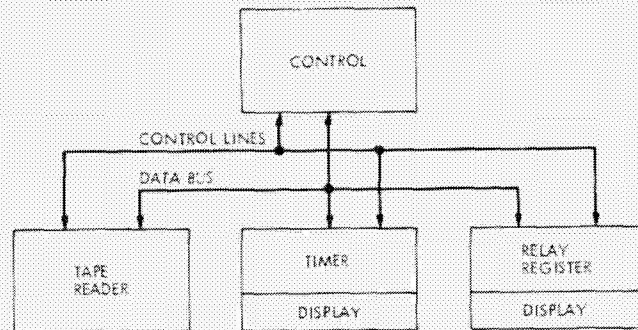 CONTROL
CONTROL LINES
DATA BUS
TAPE
READER
TIMER
DISPLAY
RELAY
REGISTER
DISPLAY